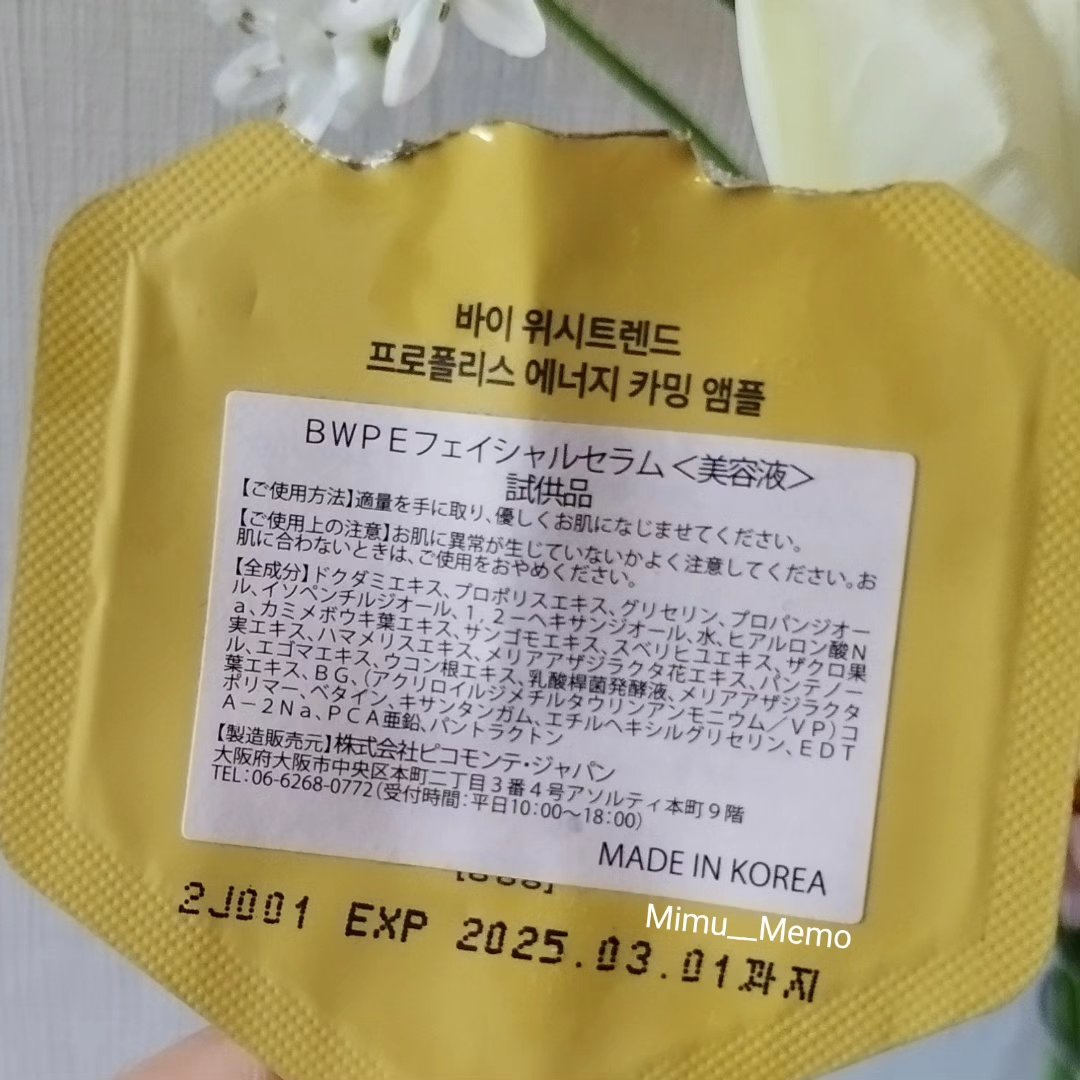 바이 위시트렌드
프로폴리스 에너지 카밍 앰플
BWPEフェイシャルセラム＜美容液＞
試供品
【ご使用方法】適量を手に取り、優しくお肌になじませてください。
【ご使用上の注意】お肌に異常が生じていないかよく注意してください。お
肌に合わないときは、ご使用をおやめください。
【全成分】ドクダミエキス、プロポリスエキス、グリセリン、プロパンジオー
ル、イソペンチルジオール、1，2－ヘキサンジオール、水、ヒアルロン酸N
a、カミメボウキ葉エキス、サンゴモエキス、スベリヒユエキス、ザクロ果
実エキス、ハマメリスエキス、メリアアザジラクタ花エキス、パンテノー
ル、エゴマエキス、ウコン根エキス、乳酸桿菌発酵液、メリアアザジラクタ
葉エキス、BG、（アクリロイルジメチルタウリンアンモニウム／VP）コ
ポリマー、ベタイン、キサンタンガム、エチルヘキシルグリセリン、EDT
A－2Na、PCA亜鉛、パントラクトン
【製造販売元】株式会社ピコモンテ・ジャパン
大阪府大阪市中央区本町二丁目3番4号アソルティ本町9階
TEL：06-6268-0772（受付時間：平日10：00～18：00）
MADE IN KOREA
2J001 EXP 2025.03.01까지
Mimu__Memo